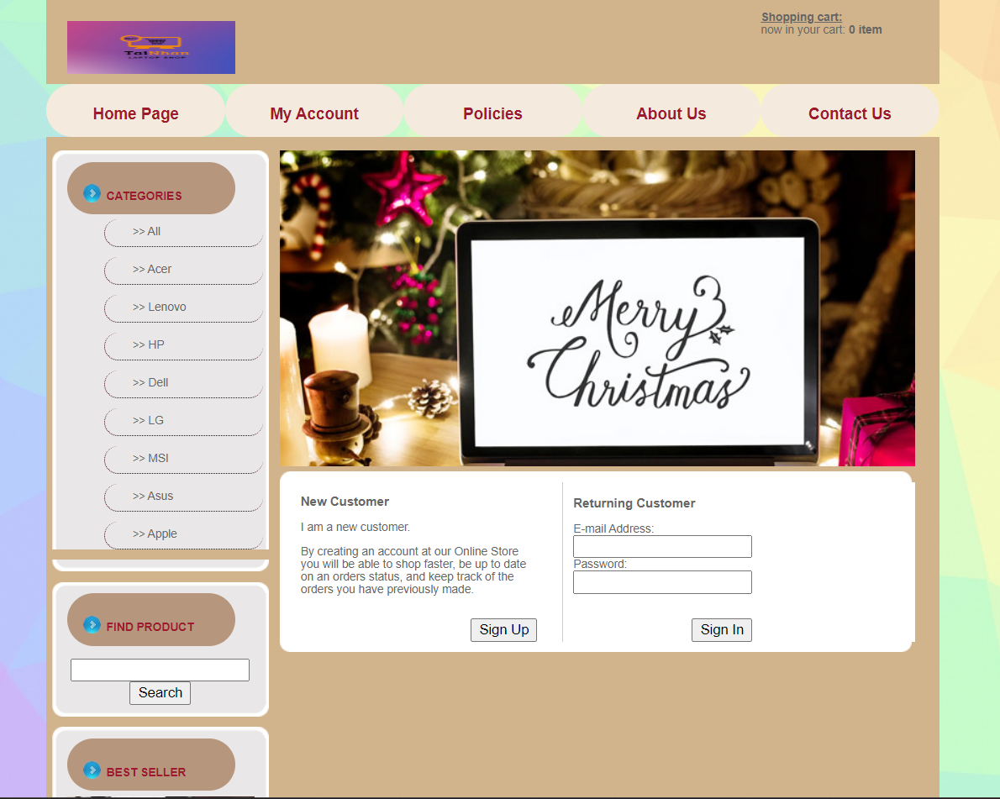 Shopping cart:
now in your cart: 0 item
TaiNhan
LAPTOP SHOP
Home Page
My Account
Policies
About Us
Contact Us
CATEGORIES
>> All
>> Acer
>> Lenovo
>> HP
>> Dell
>> LG
>> MSI
>> Asus
>> Apple
FIND PRODUCT
Search
BEST SELLER
Merry
Christmas
New Customer
I am a new customer.
By creating an account at our Online Store
you will be able to shop faster, be up to date
on an orders status, and keep track of the
orders you have previously made.
Sign Up
Returning Customer
E-mail Address:
Password:
Sign In